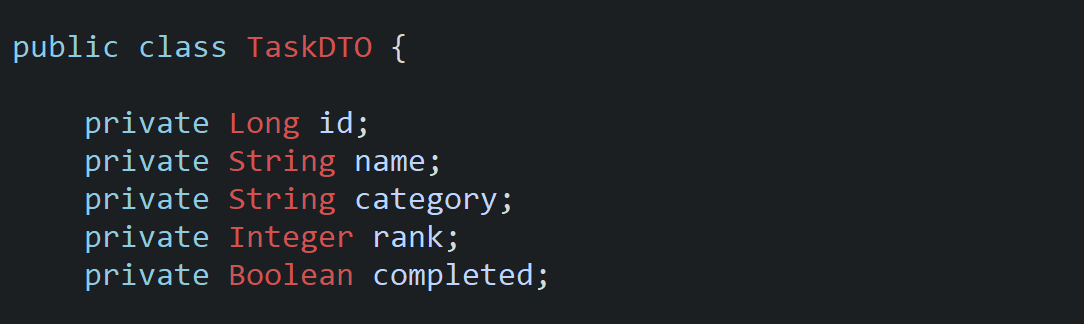 public class TaskDTO {
private Long id;
private String name;
private String category;
private Integer rank;
private Boolean completed;